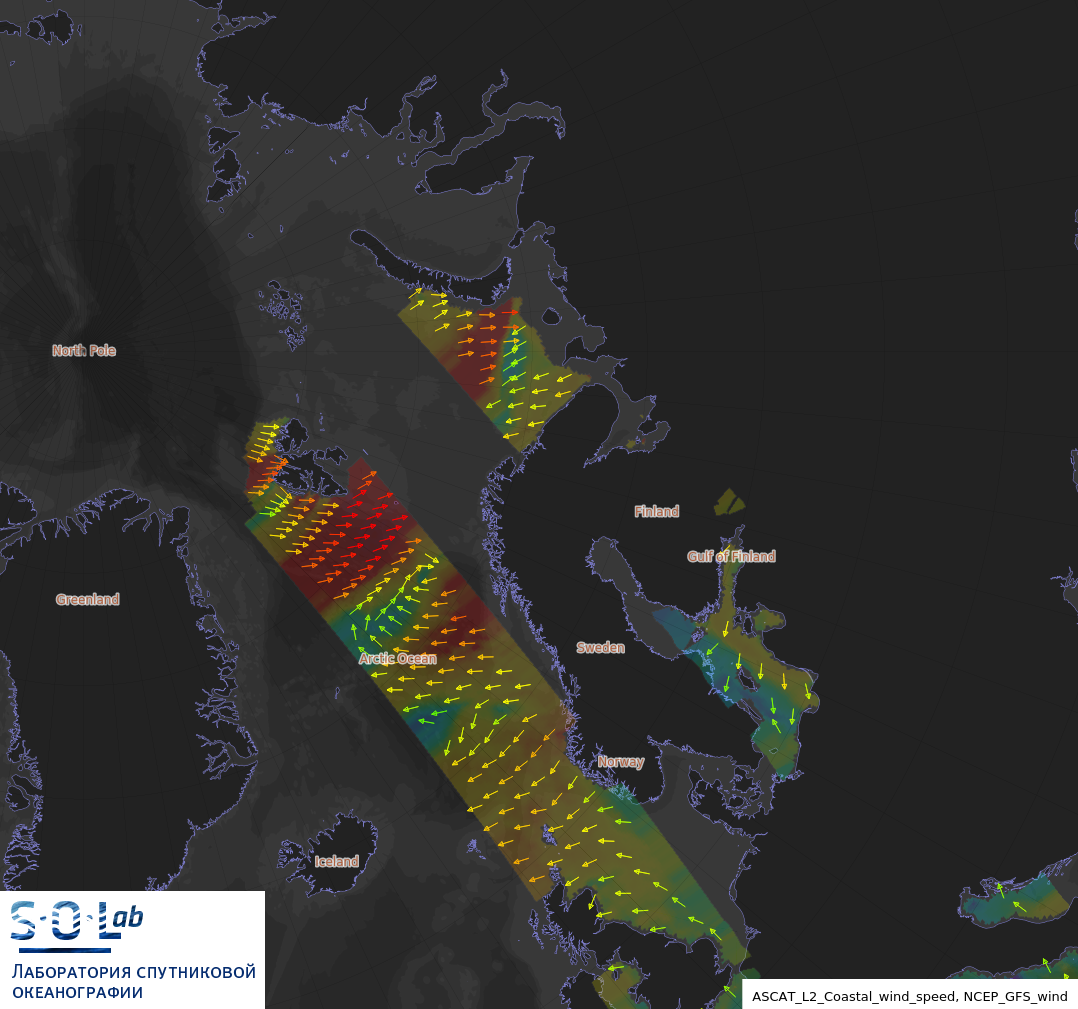 North Pole
Finland
Gulf of Finland
Greenland
Sweden
Arctic Ocean
Norway
Iceland
S·O·Lab
ЛАБОРАТОРИЯ СПУТНИКОВОЙ
ОКЕАНОГРАФИИ
ASCAT_L2_Coastal_wind_speed, NCEP_GFS_wind